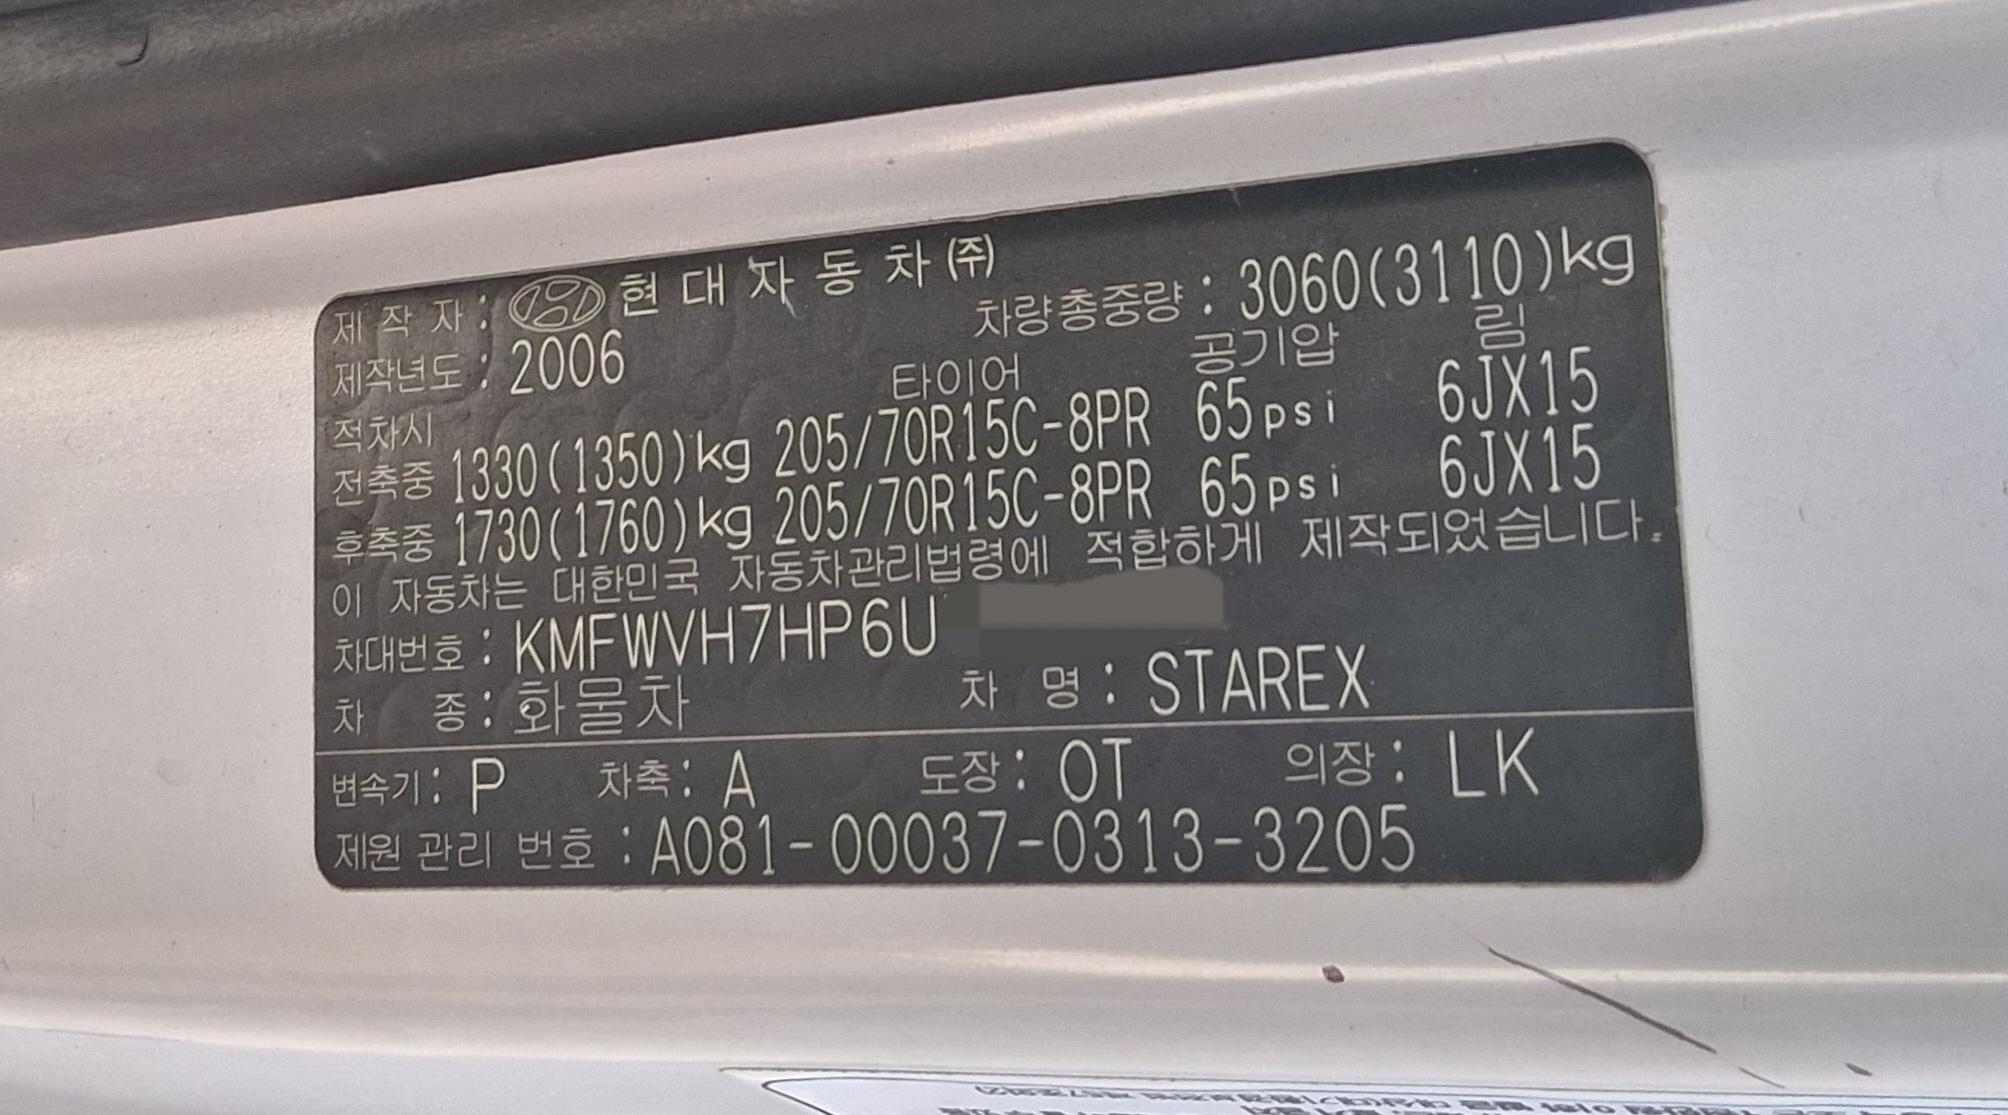 제 작 자 : 현대자동차㈜
차량총중량 : 3060(3110)kg
제작년도 : 2006
타이어 공기압 림
적차시
전축중 1330(1350)kg 205/70R15C-8PR 65psi 6JX15
후축중 1730(1760)kg 205/70R15C-8PR 65psi 6JX15
이 자동차는 대한민국 자동차관리법령에 적합하게 제작되었습니다.
차대번호 : KMFWVH7HP6U
차 종 : 화물차 차 명 : STAREX
변속기 : P 차축 : A 도장 : OT 의장 : LK
제원 관리 번호 : A081-00037-0313-3205